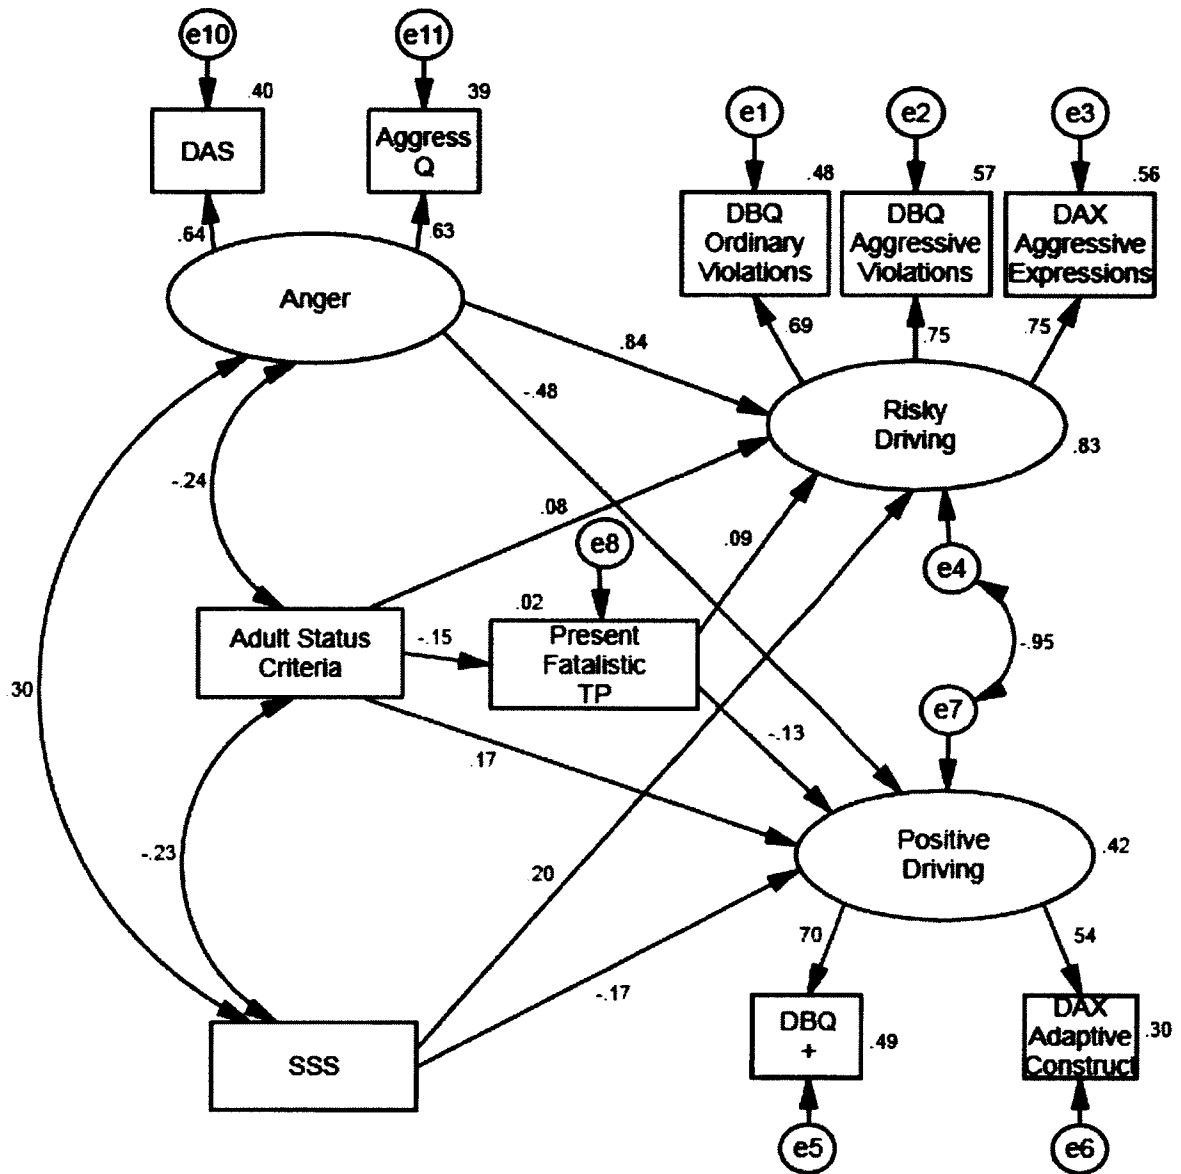 e10
e11
.40
39
DAS
Aggress
Q
.64
.63
Anger
e1
e2
e3
.48
.57
.56
DBQ
Ordinary
Violations
DBQ
Aggressive
Violations
DAX
Aggressive
Expressions
.69
.75
.75
Risky
Driving
.83
.84
-.48
-.24
.08
.09
e8
e4
.02
Adult Status
Criteria
-.15
Present
Fatalistic
TP
-.95
.30
e7
-.13
.17
-.23
.20
Positive
Driving
.42
70
54
-.17
SSS
DBQ
+
.49
DAX
Adaptive
Construct
.30
e5
e6